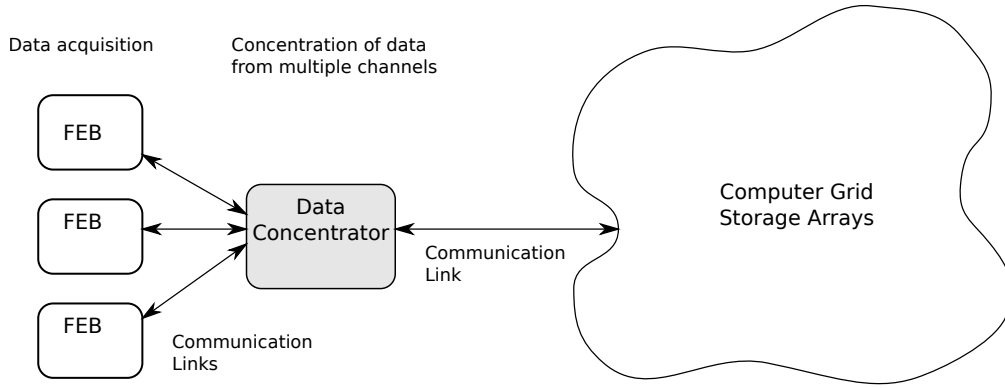 Data acquisition
Concentration of data
from multiple channels
FEB
FEB
FEB
Data
Concentrator
Communication
Links
Communication
Link
Computer Grid
Storage Arrays